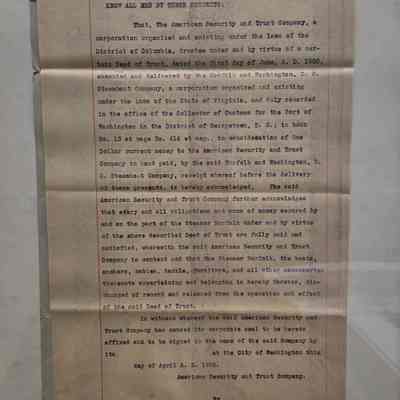 KNOW ALL MEN BY THESE PRESENTS:
That, The American Security and Trust Company, a
corporation organized and existing under the laws of the
District of Columbia, trustee under and by virtue of a cer-
tain Deed of Trust, dated the third day of June, A. D. 1902,
executed and delivered by the Norfolk and Washington, D. C.
Steamboat Company, a corporation organized and existing
under the laws of the State of Virginia, and duly recorded
in the office of the Collector of Customs for the Port of
Washington in the District of Georgetown, D. C.; in book
No. 13 at page No. 414 et seq. in consideration of One
Dollar current money to the American Security and Trust
Company in hand paid, by the said Norfolk and Washington, D.
C. Steamboat Company, receipt whereof before the delivery
of these presents, is hereby acknowledged. The said
American Security and Trust Company further acknowledges
that every and all obligations and sums of money secured by
and on the part of the Steamer Norfolk under and by virtue
of the above described Deed of Trust are fully paid and
satisfied, wherewith the said American Security and Trust
Company is content and that the Steamer Norfolk, the boats,
anchors, cables, tackle, furniture, and all other necessaries
thereunto appertaining and belonging is hereby forever, dis-
charged of record and released from the operation and effect
of the said Deed of Trust.
In witness whereof the said American Security and
Trust Company has caused its corporate seal to be hereto
affixed and to be signed in the name of the said Company by
its at the City of Washington this
day of April A. D.
American Security and Trust Company.
By